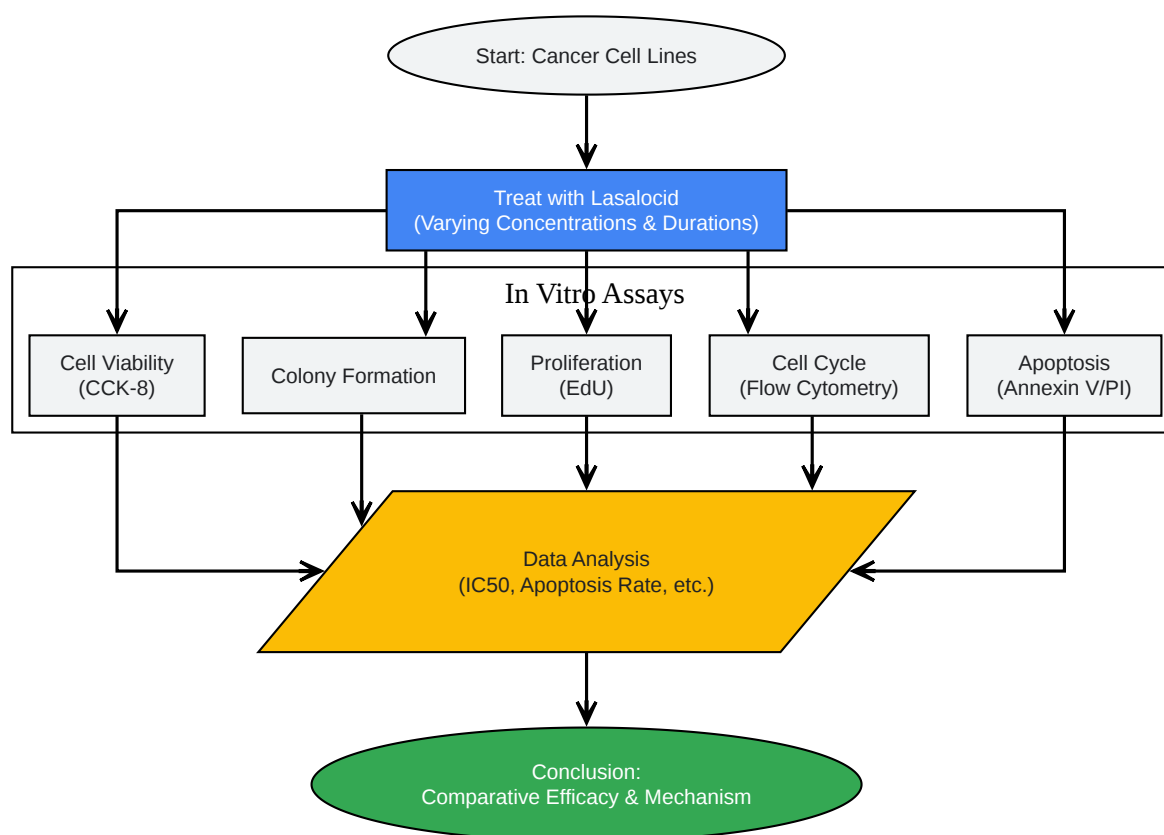 Start: Cancer Cell Lines
Treat with Lasalocid
(Varying Concentrations & Durations)
In Vitro Assays
Cell Viability
(CCK-8)
Colony Formation
Proliferation
(EdU)
Cell Cycle
(Flow Cytometry)
Apoptosis
(Annexin V/PI)
Data Analysis
(IC50, Apoptosis Rate, etc.)
Conclusion:
Comparative Efficacy & Mechanism